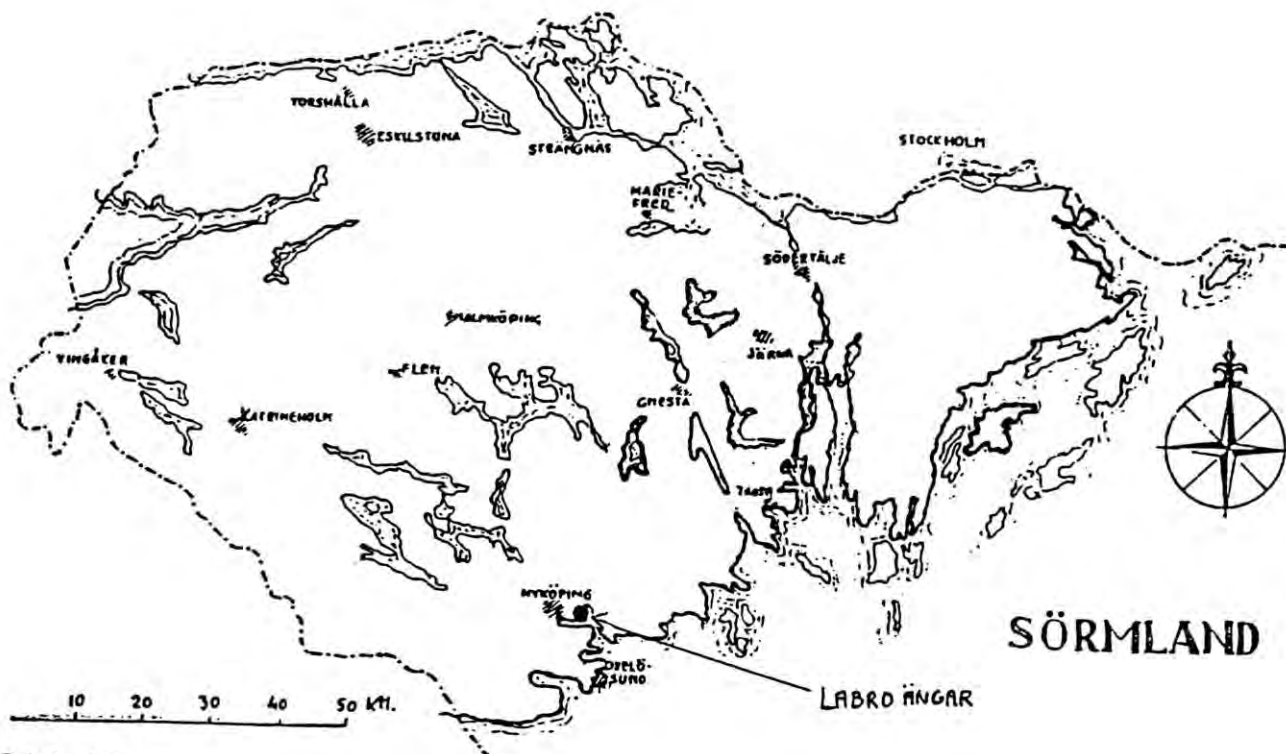 TORSHÄLLA
ESKILSTUNA
STRÄNGNÄS
STOCKHOLM
MARIE-
FRED
SÖDERTÄLJE
MALMKÖPING
JÄRNA
VINGÅKER
FLEN
GNESTA
KATRINEHOLM
TROSA
NYKÖPING
SÖRMLAND
OXELÖ-
SUND
LABRO ÄNGAR
10 20 30 40 50 KM.